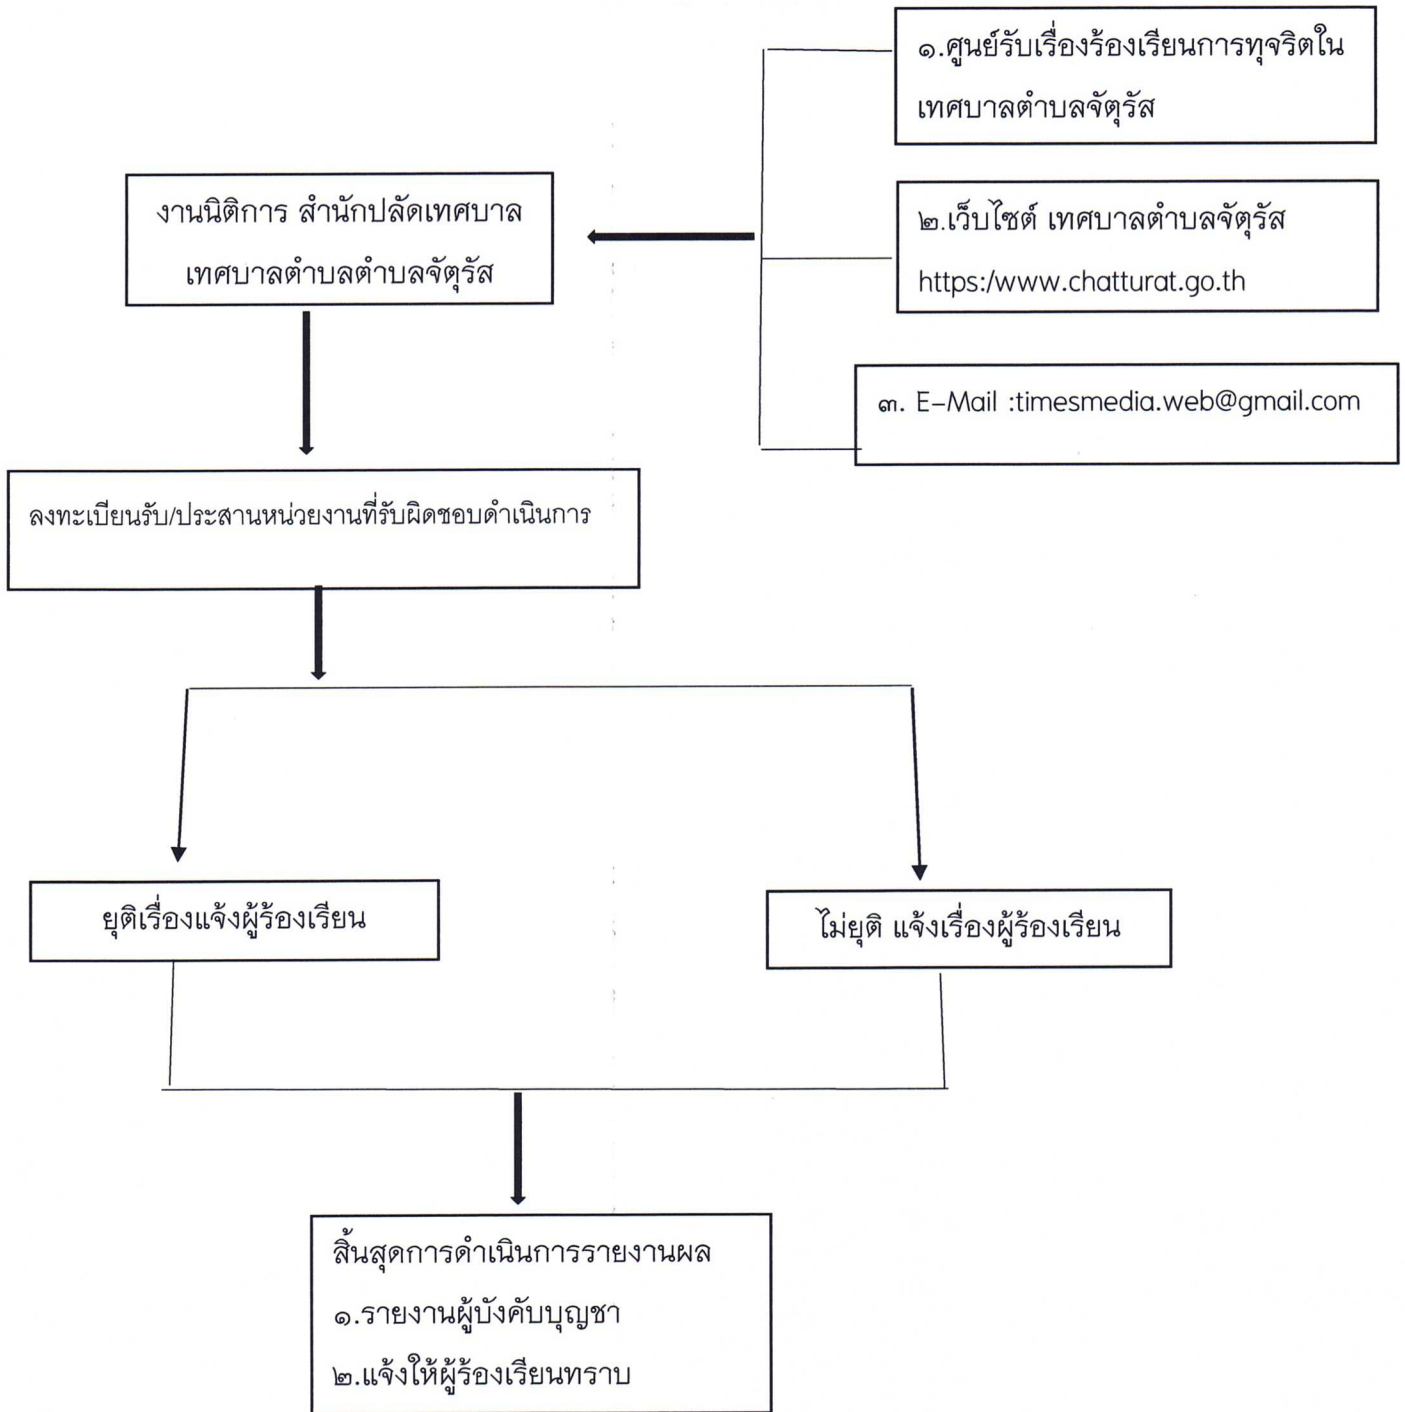 ๑.ศูนย์รับเรื่องร้องเรียนการทุจริตใน
เทศบาลตำบลจัตุรัส
งานนิติการ สำนักปลัดเทศบาล
เทศบาลตำบลตำบลจัตุรัส
๒.เว็บไซต์ เทศบาลตำบลจัตุรัส
https:/www.chatturat.go.th
๓. E-Mail :timesmedia.web@gmail.com
ลงทะเบียนรับ/ประสานหน่วยงานที่รับผิดชอบดำเนินการ
ยุติเรื่องแจ้งผู้ร้องเรียน
ไม่ยุติ แจ้งเรื่องผู้ร้องเรียน
สิ้นสุดการดำเนินการรายงานผล
๑.รายงานผู้บังคับบุญชา
๒.แจ้งให้ผู้ร้องเรียนทราบ